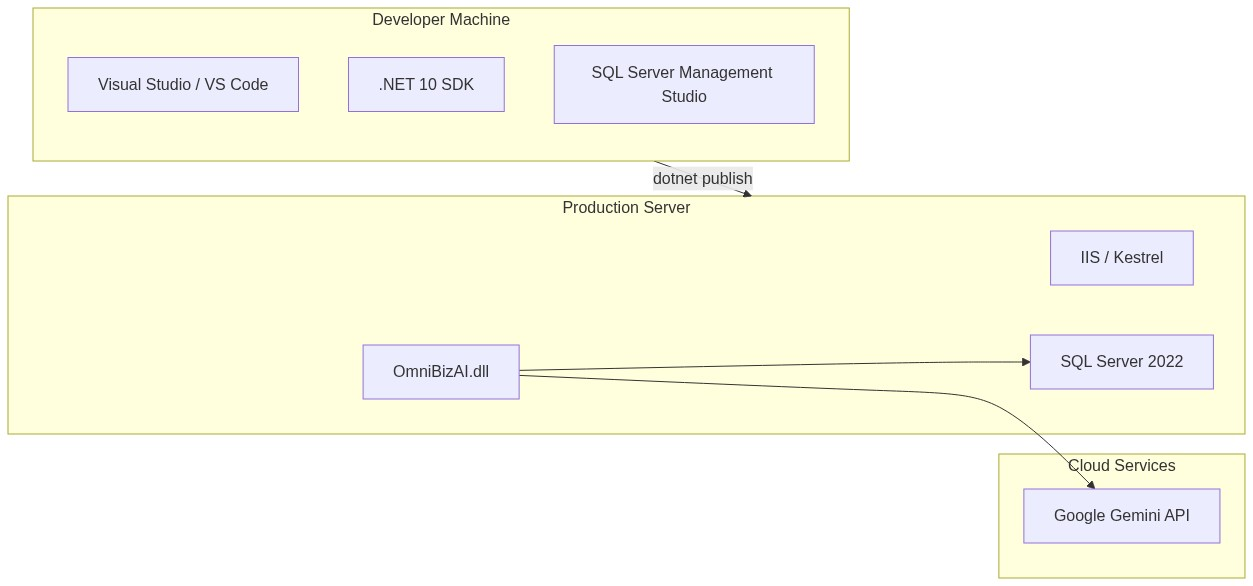 Developer Machine
Visual Studio / VS Code
.NET 10 SDK
SQL Server Management
Studio
dotnet publish
Production Server
IIS / Kestrel
OmniBizAI.dll
SQL Server 2022
Cloud Services
Google Gemini API